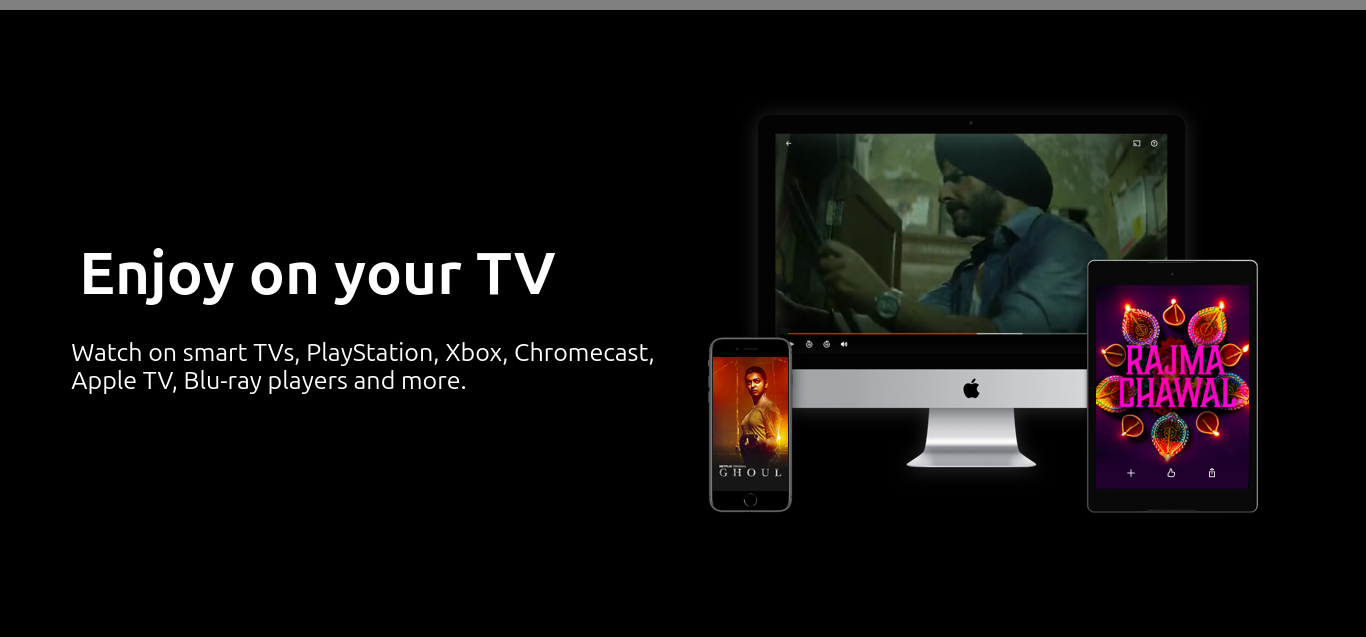 Enjoy on your TV
Watch on smart TVs, PlayStation, Xbox, Chromecast,
Apple TV, Blu-ray players and more.
RAJMA
CHAWAL
NETFLIX ORIGINAL
GHOUL